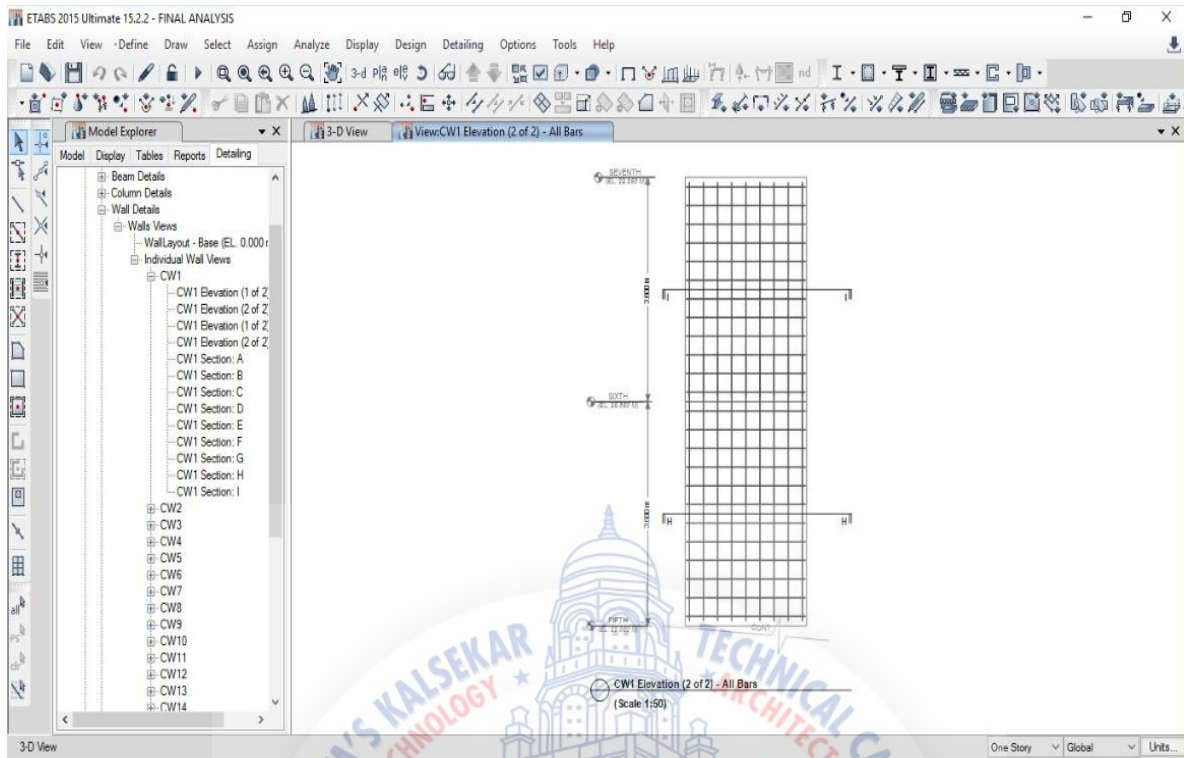 ETABS 2015 Ultimate 15.2.2 - FINAL ANALYSIS
File Edit View Define Draw Select Assign Analyze Display Design Detailing Options Tools Help
3-d
nd
Model Explorer
3-D View
View:CW1 Elevation (2 of 2) - All Bars
Model Display Tables Reports Detailing
Beam Details
Column Details
Wall Details
Walls Views
WallLayout - Base (EL. 0.000
Individual Wall Views
CW1
CW1 Elevation (1 of 2
CW1 Elevation (2 of 2
CW1 Elevation (1 of 2
CW1 Elevation (2 of 2
CW1 Section: A
CW1 Section: B
CW1 Section: C
CW1 Section: D
CW1 Section: E
CW1 Section: F
CW1 Section: G
CW1 Section: H
CW1 Section: I
CW2
CW3
CW4
CW5
CW6
CW7
CW8
CW9
CW10
CW11
CW12
CW13
CW14
all
clr
SEVENTH
I I
SIXTH
H H
FIFTH
CONT.
CW1 Elevation (2 of 2) - All Bars
(Scale 1:50)
KALSEKAR TECHNICAL
3-D View
One Story
Global
Units...